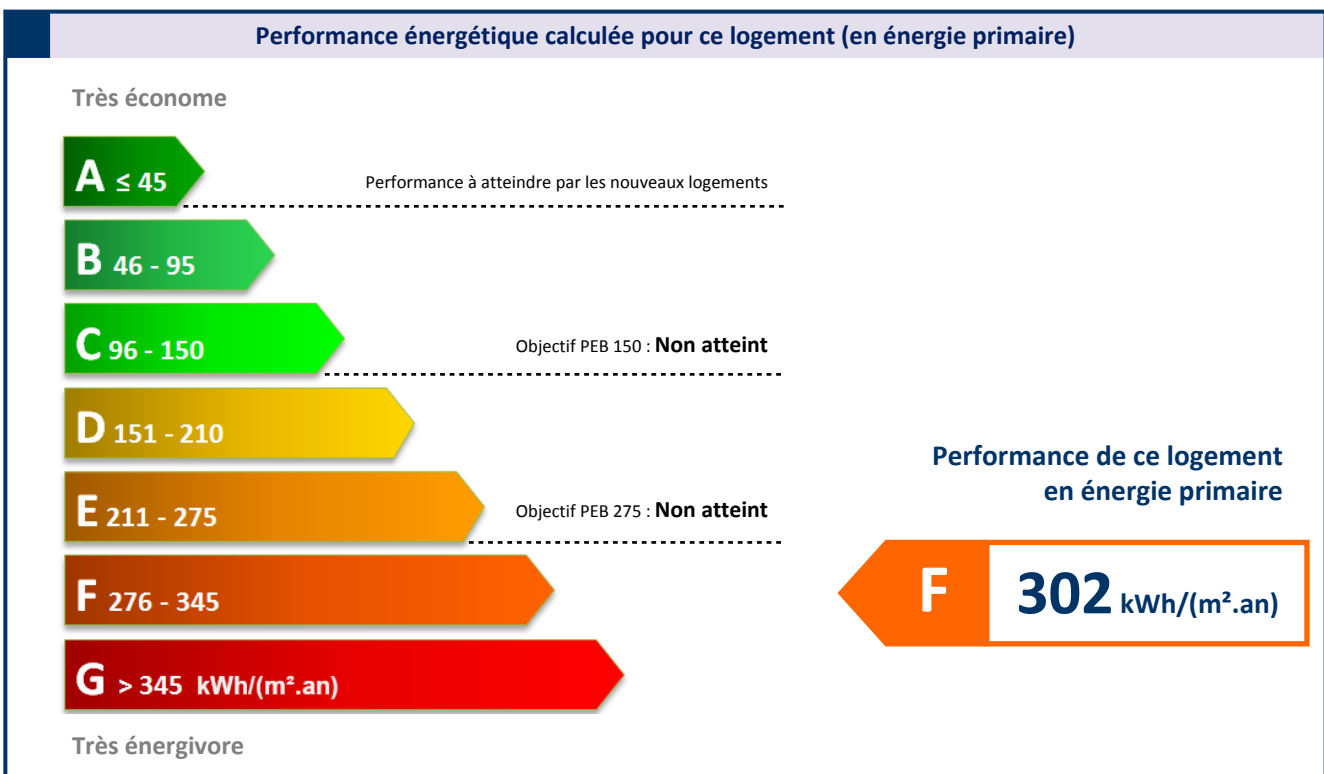 Performance énergétique calculée pour ce logement (en énergie primaire)
Très économe
A ≤ 45
Performance à atteindre par les nouveaux logements
B 46 - 95
C 96 - 150
Objectif PEB 150 : Non atteint
D 151 - 210
E 211 - 275
Objectif PEB 275 : Non atteint
F 276 - 345
G > 345 kWh/(m².an)
Très énergivore
Performance de ce logement
en énergie primaire
F 302 kWh/(m².an)